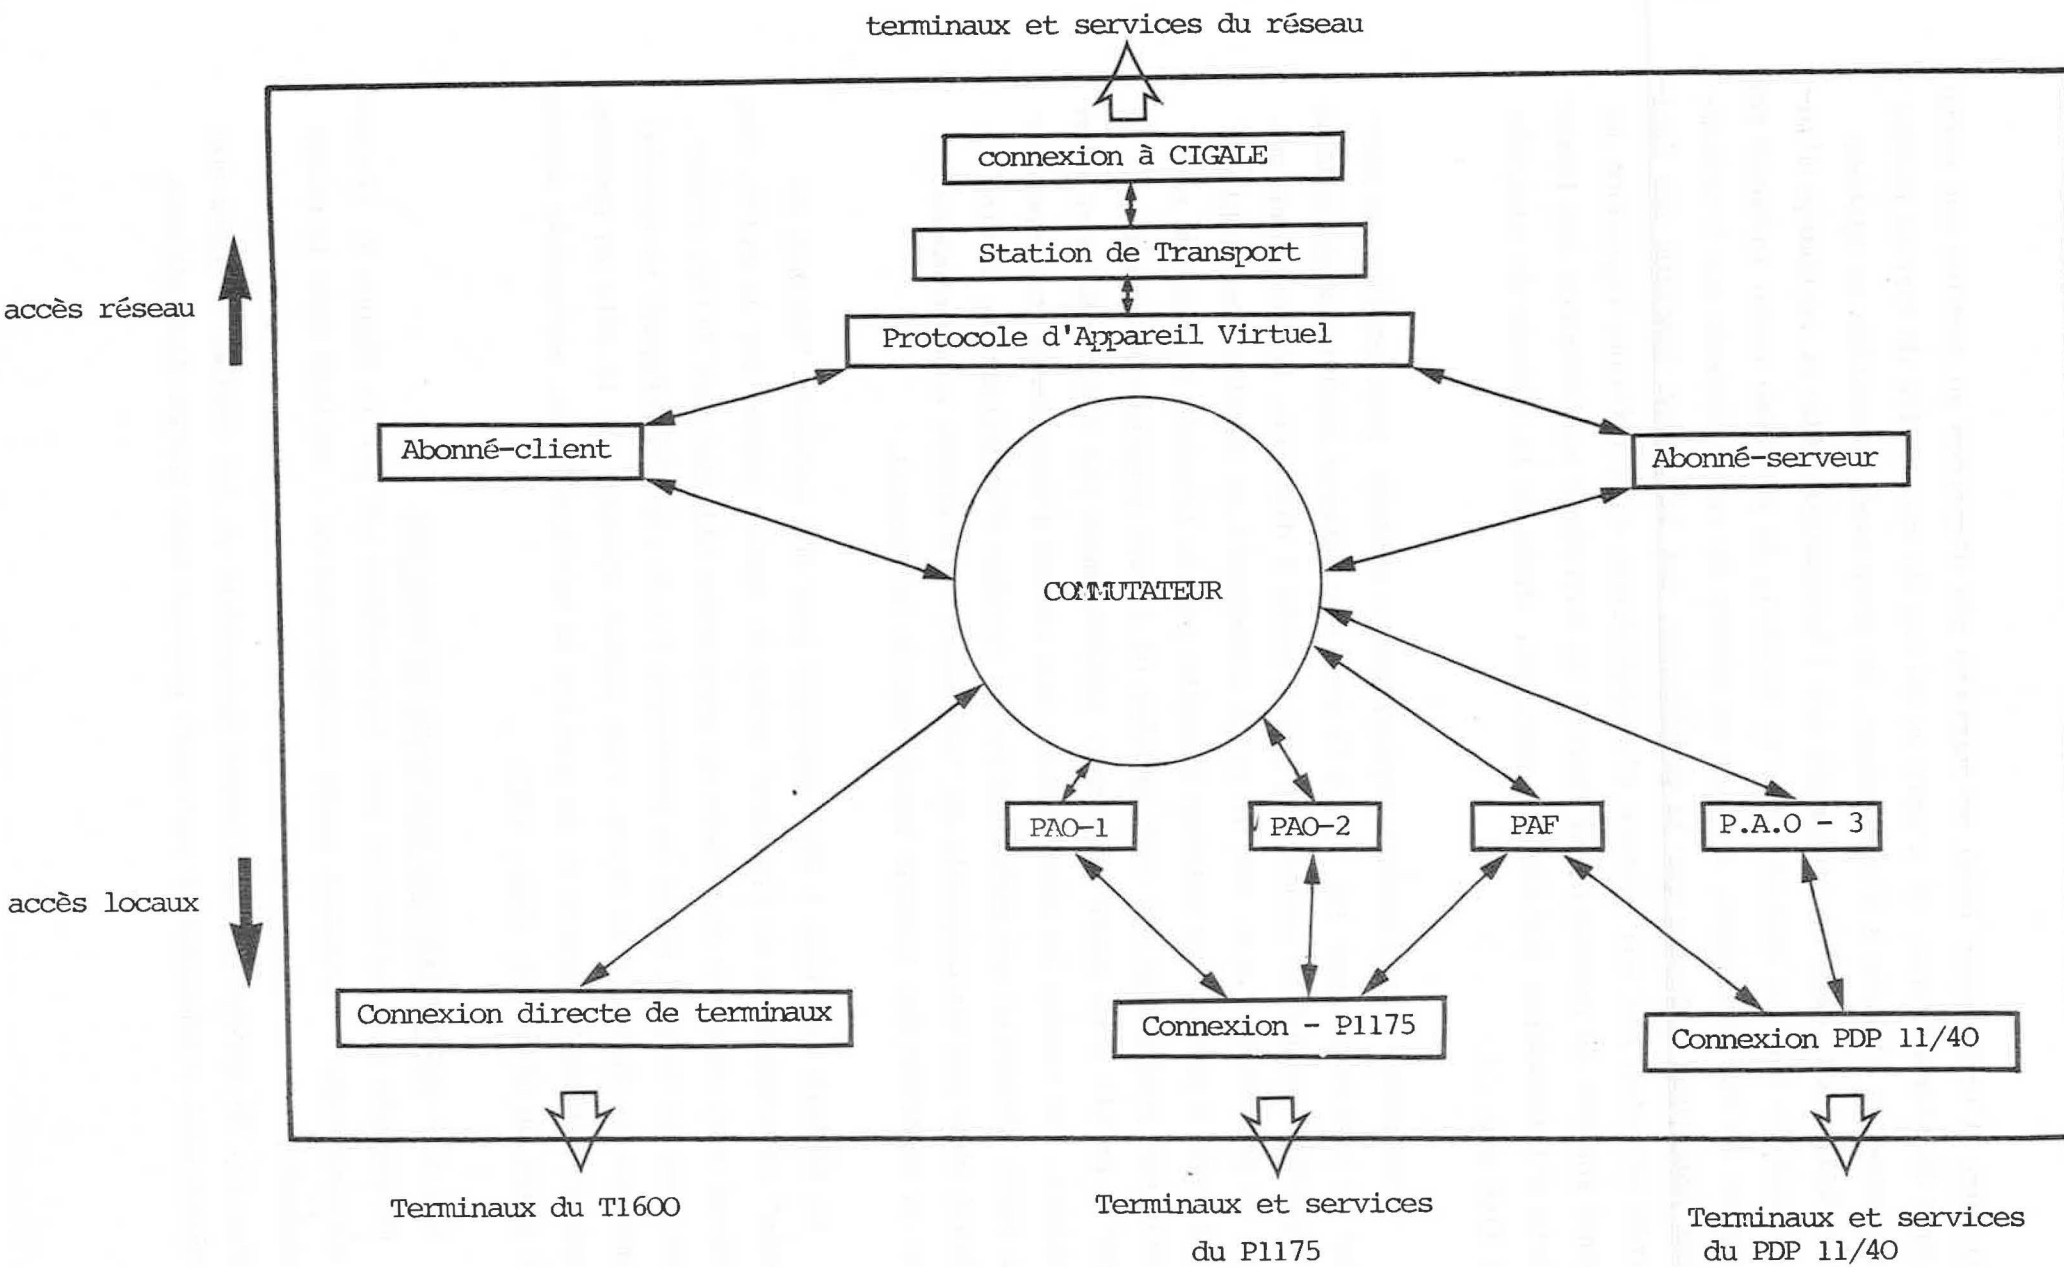 terminaux et services du réseau
connexion à CIGALE
Station de Transport
accès réseau
Protocole d'Appareil Virtuel
Abonné-client
Abonné-serveur
COMMUTATEUR
PAO-1
PAO-2
PAF
P.A.O - 3
accès locaux
Connexion directe de terminaux
Connexion - P1175
Connexion PDP 11/40
Terminaux du T1600
Terminaux et services
du P1175
Terminaux et services
du PDP 11/40